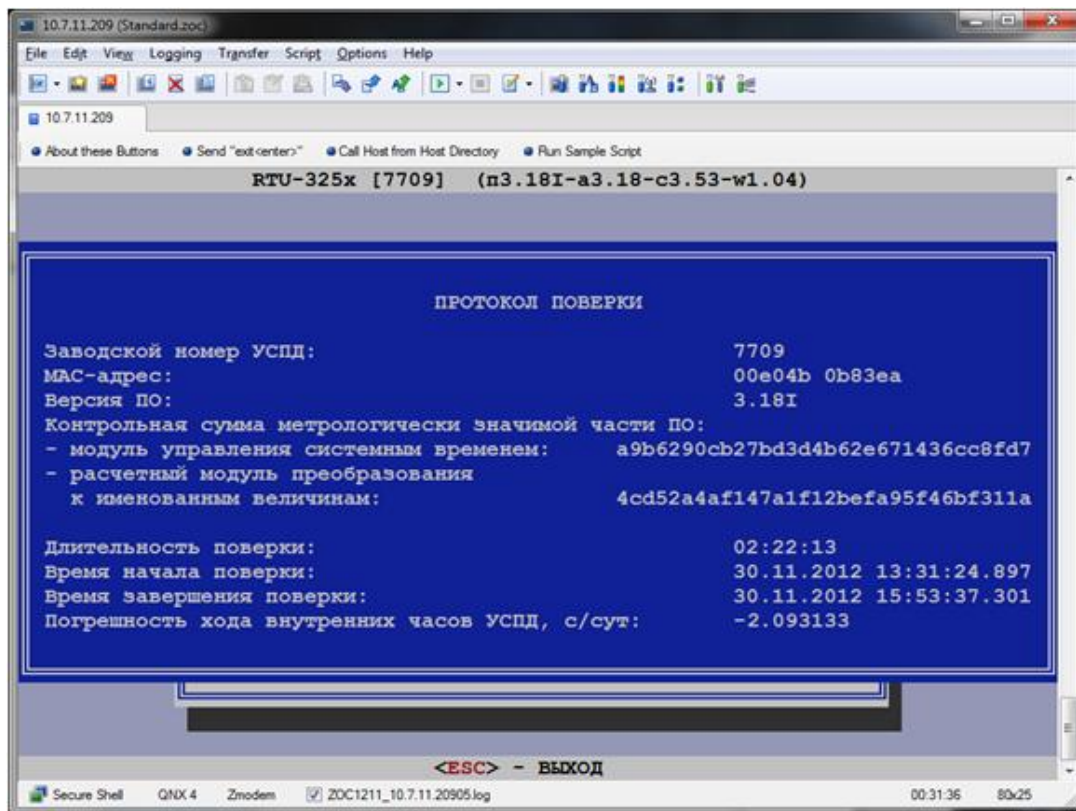 10.7.11.209 (Standard.zoc)
File Edit View Logging Transfer Script Options Help
10.7.11.209
About these Buttons Send "exit<enter>" Call Host from Host Directory Run Sample Script
RTU-325x [7709] (п3.18I-а3.18-с3.53-w1.04)
ПРОТОКОЛ ПОВЕРКИ
Заводской номер УСПД: 7709
МАС-адрес: 00e04b 0b83ea
Версия ПО: 3.18I
Контрольная сумма метрологически значимой части ПО:
- модуль управления системным временем: a9b6290cb27bd3d4b62e671436cc8fd7
- расчетный модуль преобразования
к именованным величинам: 4cd52a4af147a1f12befa95f46bf311a
Длительность поверки: 02:22:13
Время начала поверки: 30.11.2012 13:31:24.897
Время завершения поверки: 30.11.2012 15:53:37.301
Погрешность хода внутренних часов УСПД, с/сут: -2.093133
<ESC> - ВЫХОД
Secure Shell QNX 4 Zmodem ZOC1211_10.7.11.20905.log 00:31:36 80x25